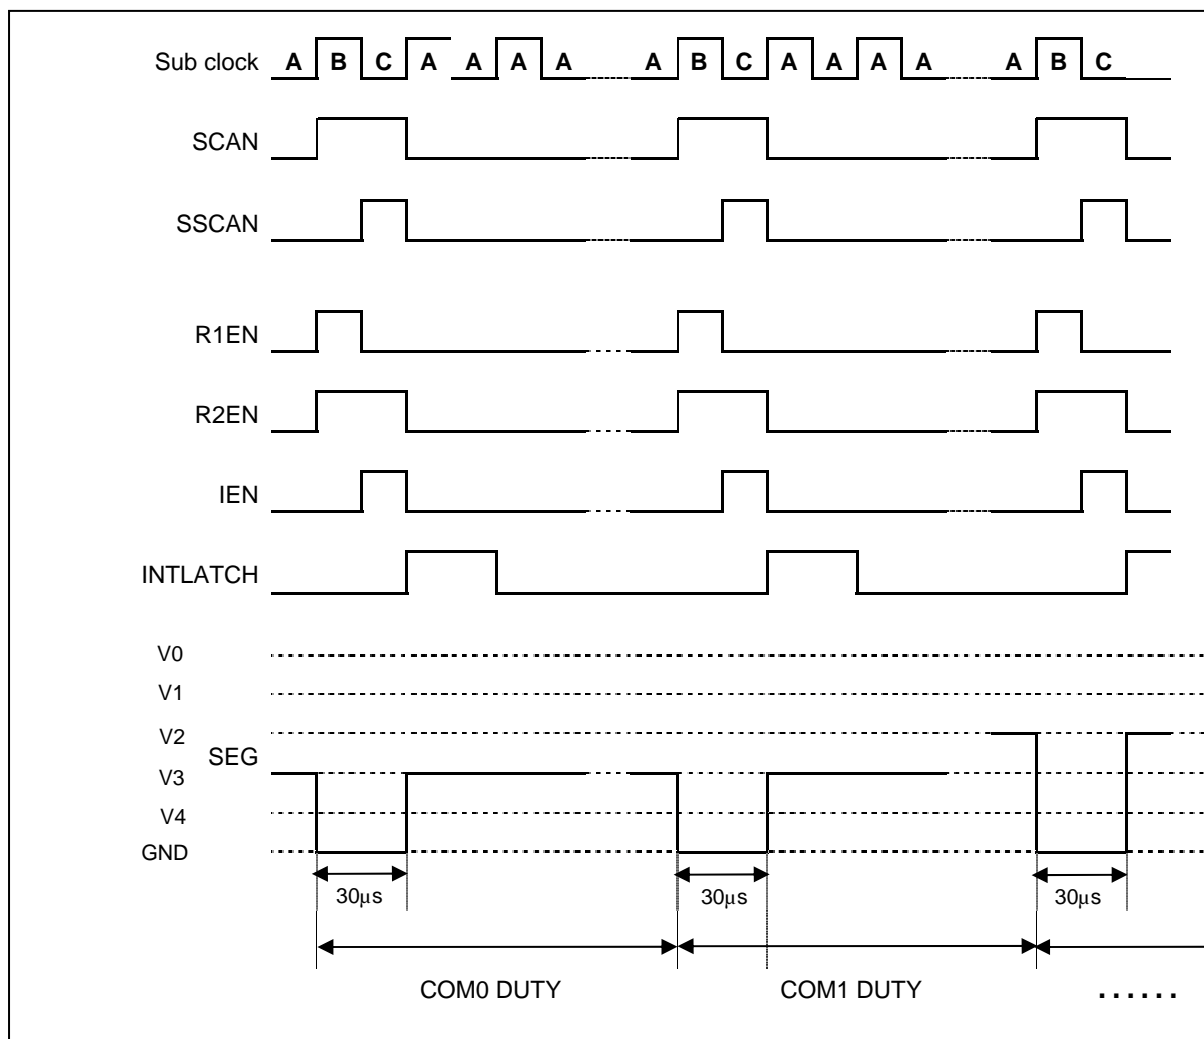 Sub clock A B C A A A A A B C A A A A A B C
SCAN
SSCAN
R1EN
R2EN
IEN
INTLATCH
V0
V1
V2
SEG
V3
V4
GND
30μs 30μs 30μs
COM0 DUTY COM1 DUTY ......